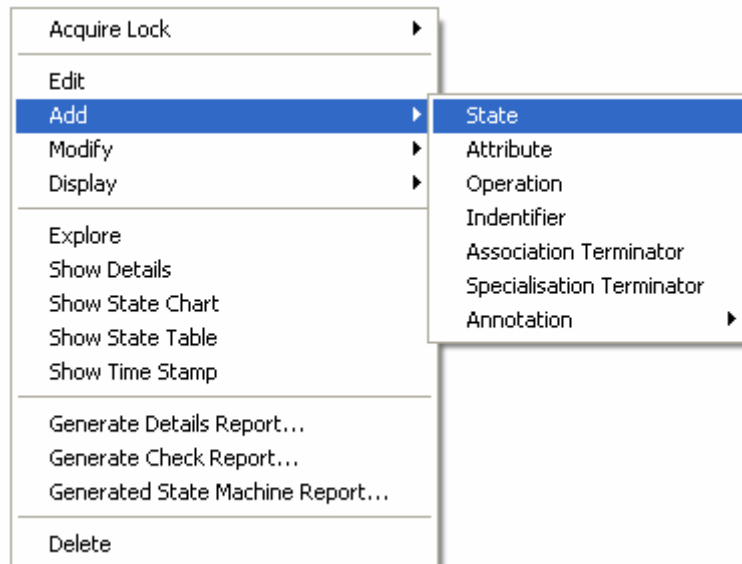 Acquire Lock
Edit
Add
Modify
Display
Explore
Show Details
Show State Chart
Show State Table
Show Time Stamp
Generate Details Report...
Generate Check Report...
Generated State Machine Report...
Delete
State
Attribute
Operation
Indentifier
Association Terminator
Specialisation Terminator
Annotation